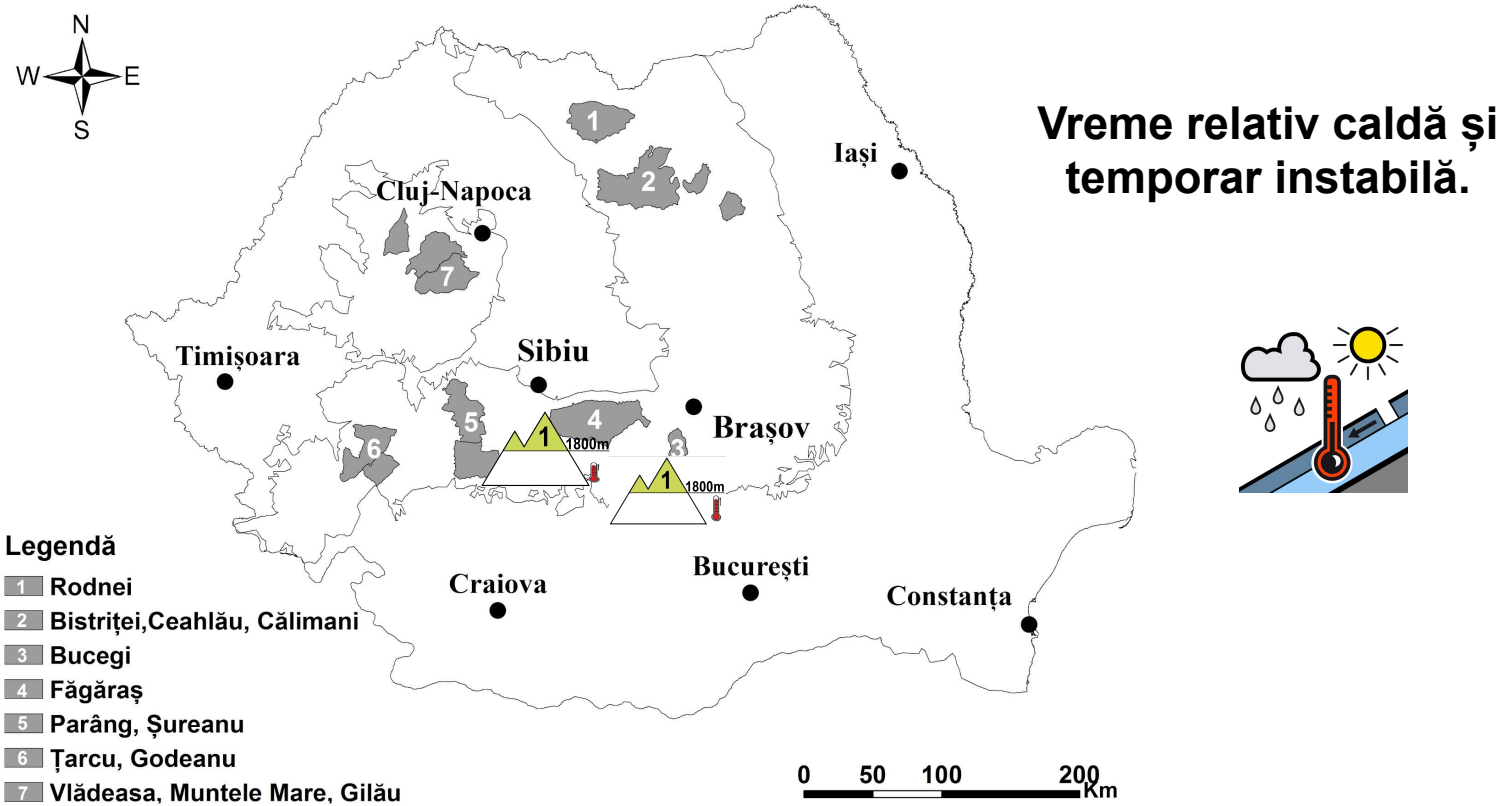 N
W E
S
Vreme relativ caldă și
temporar instabilă.
1
Iași
2
Cluj-Napoca
7
Timișoara
Sibiu
5
4
Brașov
6
1
1800m
3
1
1800m
Legendă
București
Craiova
Constanța
1 Rodnei
2 Bistriței,Ceahlău, Călimani
3 Bucegi
4 Făgăraș
5 Parâng, Șureanu
6 Țarcu, Godeanu
7 Vlădeasa, Muntele Mare, Gilău
0 50 100 200
Km